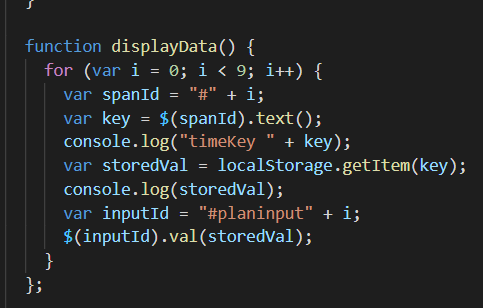 }
function displayData() {
  for (var i = 0; i < 9; i++) {
    var spanId = "#" + i;
    var key = $(spanId).text();
    console.log("timeKey " + key);
    var storedVal = localStorage.getItem(key);
    console.log(storedVal);
    var inputId = "#planinput" + i;
    $(inputId).val(storedVal);
  }
};